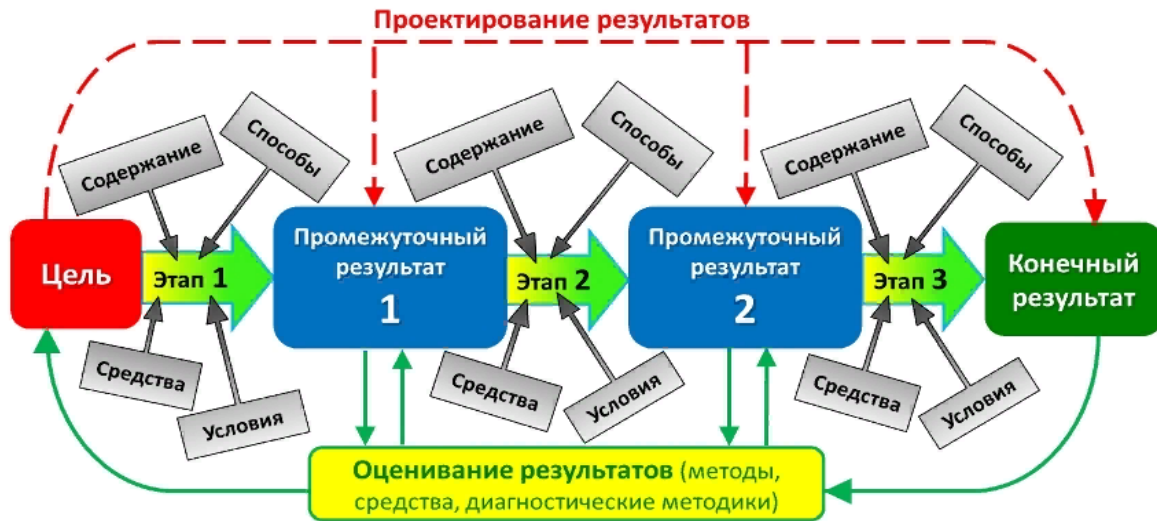 Проектирование результатов
Содержание
Способы
Содержание
Способы
Содержание
Способы
Цель
Этап 1
Промежуточный
результат
1
Этап 2
Промежуточный
результат
2
Этап 3
Конечный
результат
Средства
Условия
Средства
Условия
Средства
Условия
Оценивание результатов (методы,
средства, диагностические методики)